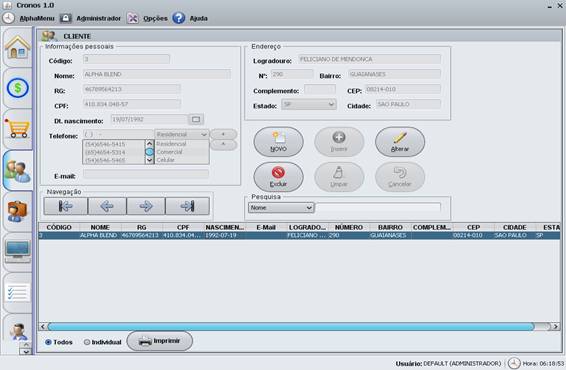 Cronos 1.0
AlphaMenu Administrador Opções Ajuda
CLIENTE
Informações pessoais
Código: 3
Nome: ALPHA BLEND
RG: 46789564213
CPF: 410.834.048-57
Dt. nascimento: 19/07/1992
Telefone: ( ) - Residencial +
(54)6546-5415 Residencial -
(65)4654-5314 Comercial
(54)6546-5465 Celular
E-mail:
Endereço
Logradouro: FELICIANO DE MENDONCA
Nº: 290 Bairro: GUAIANASES
Complemento: CEP: 08214-010
Estado: SP Cidade: SAO PAULO
NOVO Inserir Alterar
Excluir Limpar Cancelar
Navegação
Pesquisa
Nome
CÓDIGO NOME RG CPF NASCIMEN... E-Mail LOGRADO... NÚMERO BAIRRO COMPLEM... CEP CIDADE ESTA
3 ALPHA BLEND 46789564213 410.834.04... 1992-07-19 FELICIANO ... 290 GUAIANASES 08214-010 SAO PAULO SP
Todos Individual Imprimir
Usuário: DEFAULT (ADMINISTRADOR) Hora: 06:18:53